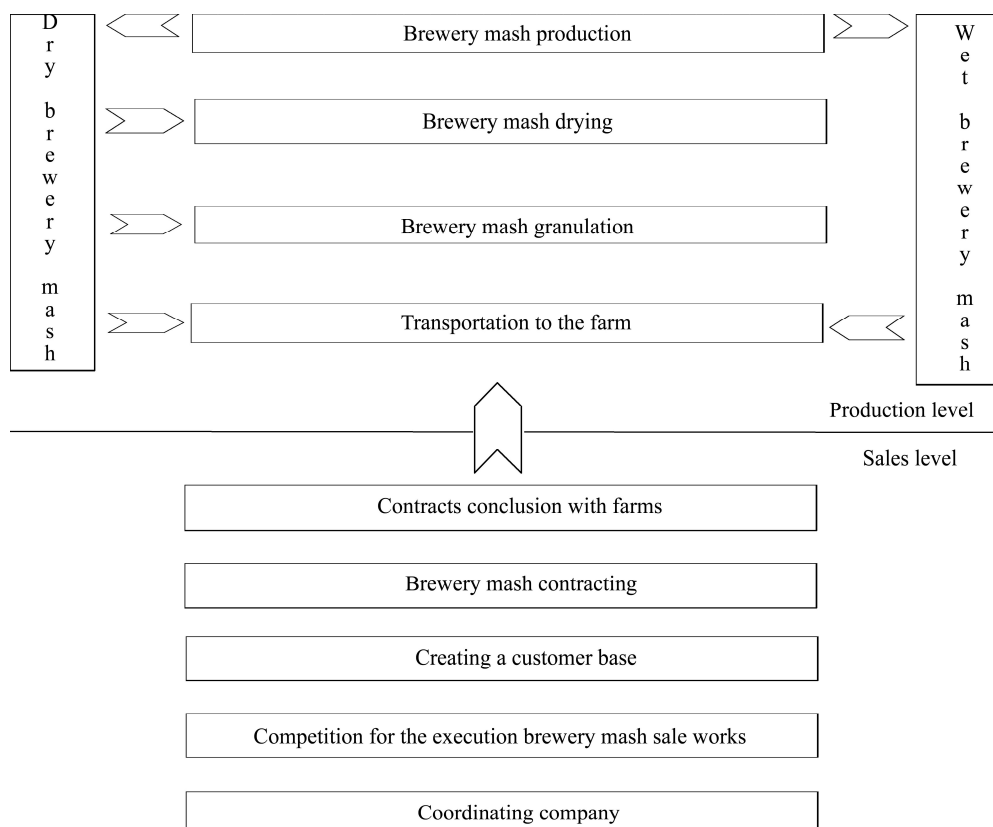 Dry brewery mash
Brewery mash production
Wet brewery mash
Brewery mash drying
Brewery mash granulation
Transportation to the farm
Production level
Sales level
Contracts conclusion with farms
Brewery mash contracting
Creating a customer base
Competition for the execution brewery mash sale works
Coordinating company